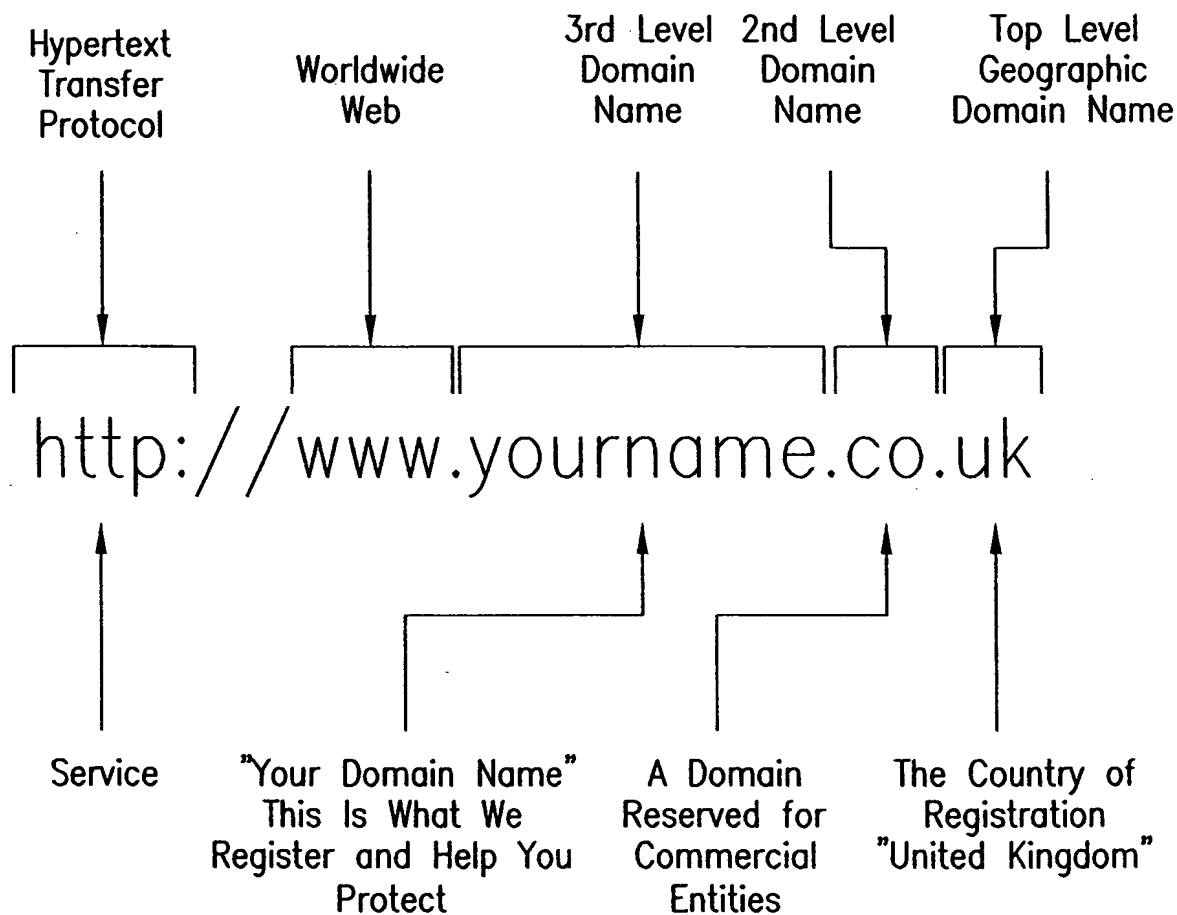 Hypertext
Transfer
Protocol
Worldwide
Web
3rd Level
Domain
Name
2nd Level
Domain
Name
Top Level
Geographic
Domain Name
http://www.yourname.co.uk
Service
"Your Domain Name"
This Is What We
Register and Help You
Protect
A Domain
Reserved for
Commercial
Entities
The Country of
Registration
"United Kingdom"